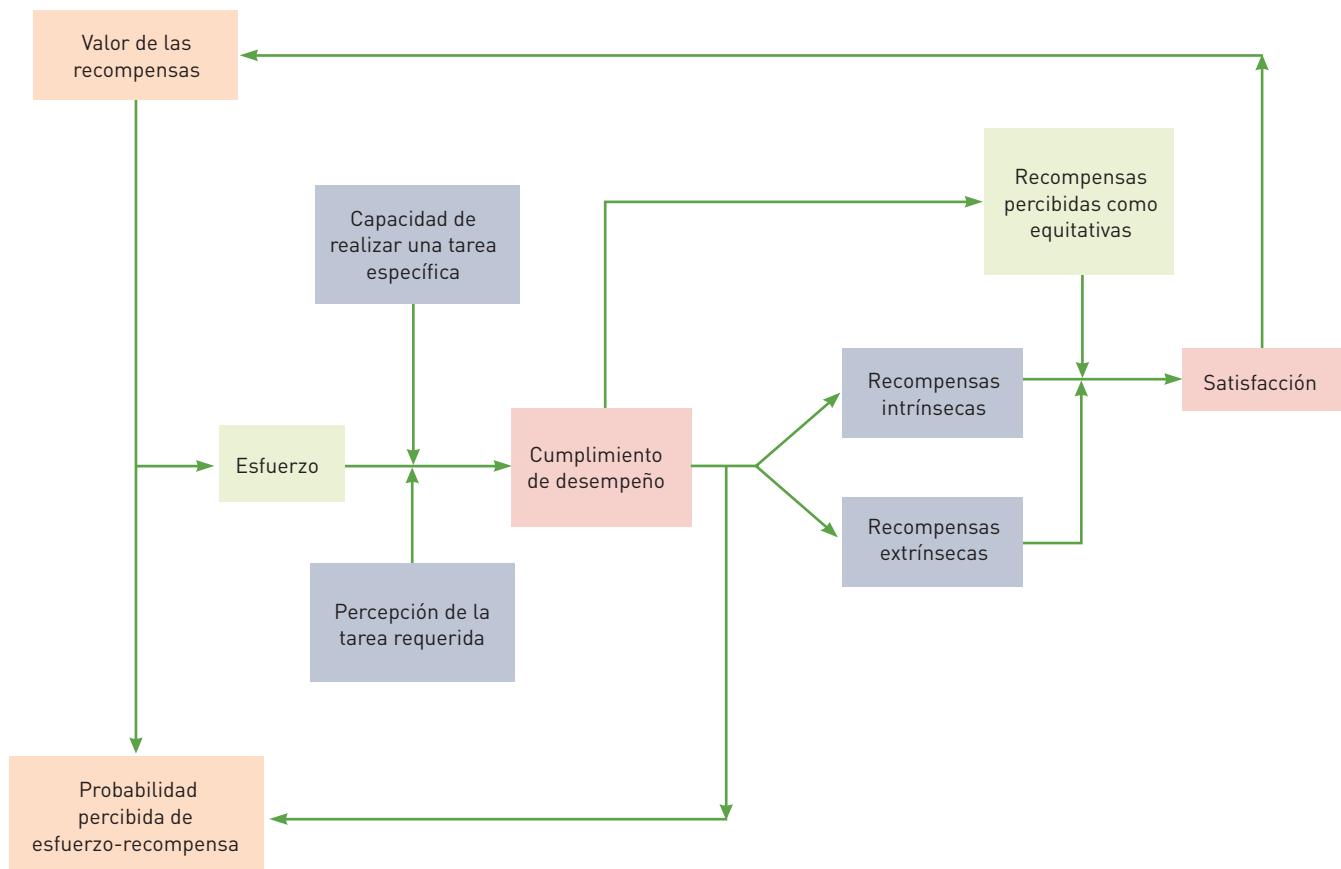 Valor de las
recompensas
Recompensas
percibidas como
equitativas
Capacidad de
realizar una tarea
específica
Recompensas
intrínsecas
Satisfacción
Esfuerzo
Cumplimiento
de desempeño
Recompensas
extrínsecas
Percepción de la
tarea requerida
Probabilidad
percibida de
esfuerzo-recompensa